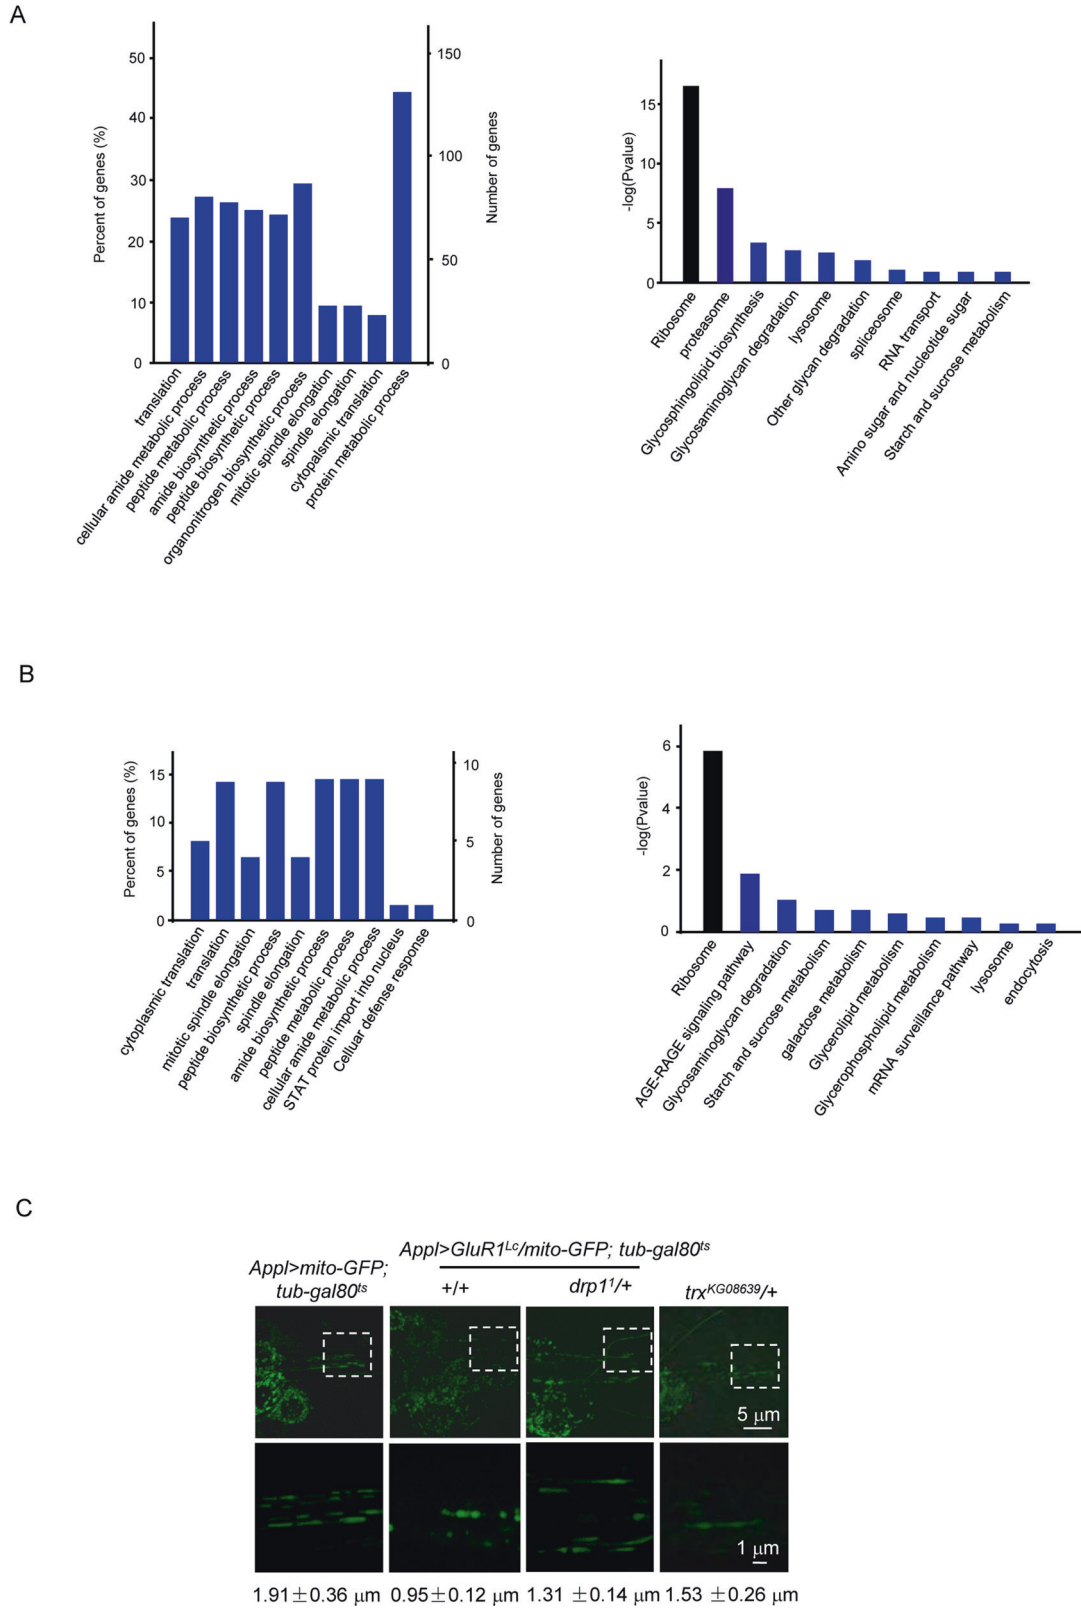 A
Percent of genes (%)
50
40
30
20
10
0
150
100
50
0
Number of genes
translation
cellular amide metabolic process
peptide metabolic process
amide biosynthetic process
peptide biosynthetic process
organonitrogen biosynthetic process
mitotic spindle elongation
spindle elongation
cytopalsmic translation
protein metabolic process
-log(Pvalue)
15
10
5
0
Ribosome
proteasome
Glycosphingolipid biosynthesis
Glycosaminoglycan degradation
lysosome
Other glycan degradation
spliceosome
RNA transport
Amino sugar and nucleotide sugar
Starch and sucrose metabolism
B
Percent of genes (%)
15
10
5
0
10
5
0
Number of genes
cytoplasmic translation
translation
mitotic spindle elongation
peptide biosynthetic process
spindle elongation
amide biosynthetic process
peptide metabolic process
cellular amide metabolic process
STAT protein import into nucleus
Celluar defense response
-log(Pvalue)
6
4
2
0
Ribosome
AGE-RAGE signaling pathway
Glycosaminoglycan degradation
Starch and sucrose metabolism
galactose metabolism
Glycerolipid metabolism
Glycerophospholipid metabolism
mRNA surveillance pathway
lysosome
endocytosis
C
Appl>GluR1Lc/mito-GFP; tub-gal80ts
Appl>mito-GFP;
tub-gal80ts
+/+
drp11/+
trxKG08639/+
5 μm
1 μm
1.91±0.36 μm 0.95±0.12 μm 1.31 ±0.14 μm 1.53 ±0.26 μm